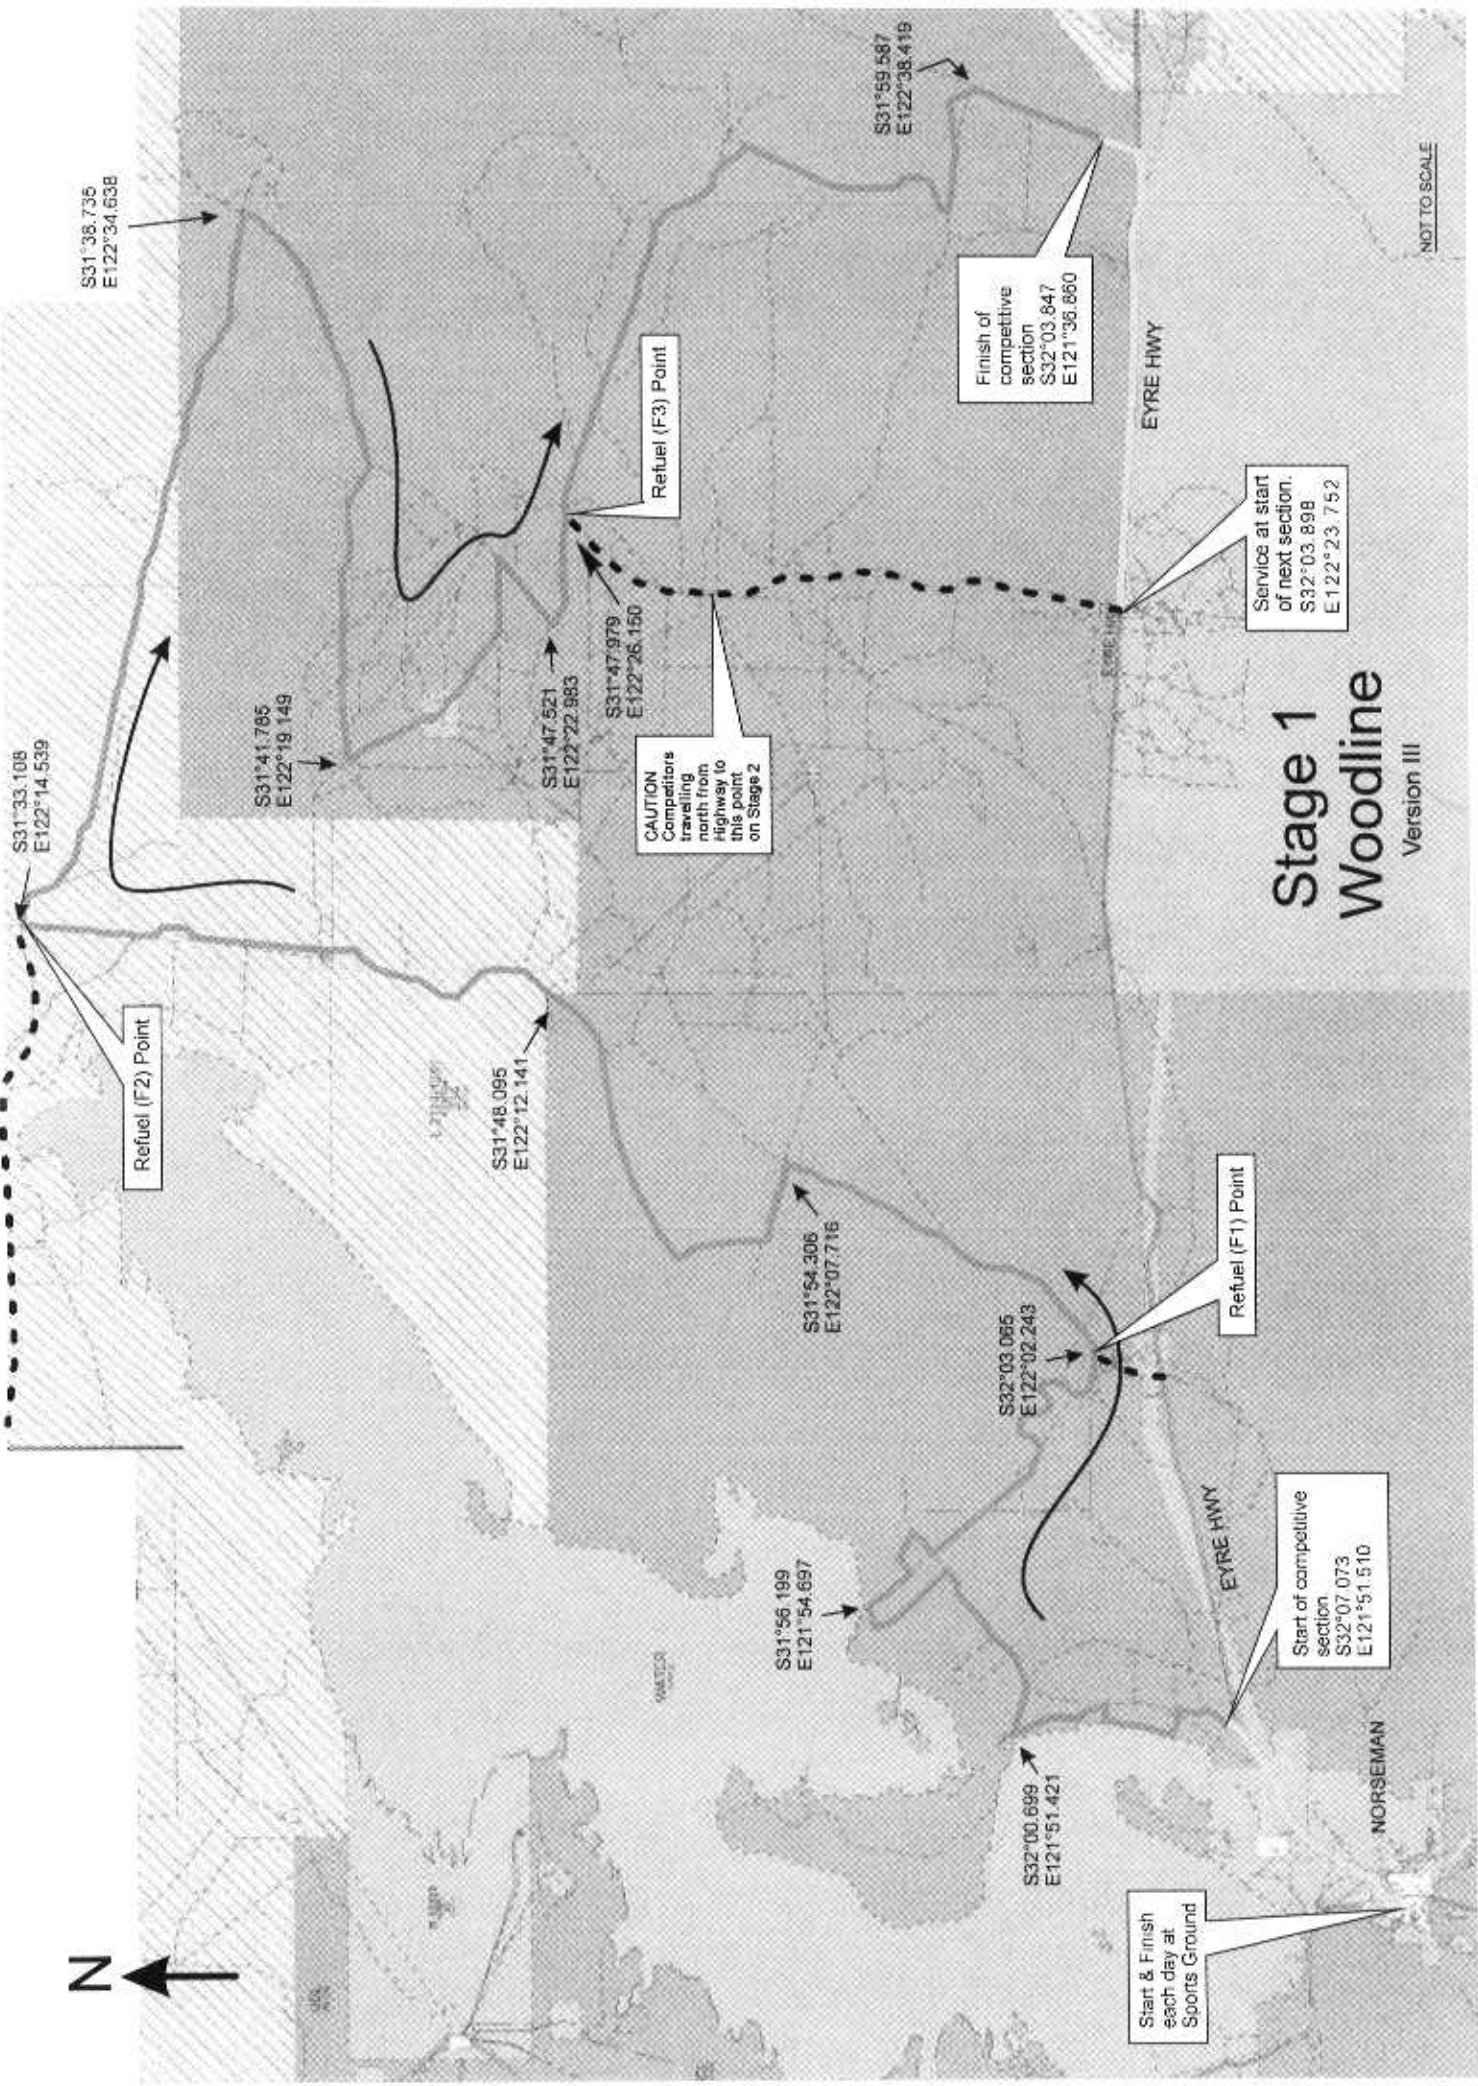 N
S31°33.108
E122°14.539
S31°38.735
E122°34.638
Refuel (F2) Point
S31°41.785
E122°19.149
S31°59.587
E122°38.419
S31°48.095
E122°12.141
S31°47.521
E122°22.983
S31°47.979
E122°26.150
Refuel (F3) Point
CAUTION
Competitors
travelling
north from
Highway to
this point
on Stage 2
WATER
S31°56.199
E121°54.697
S31°54.306
E122°07.716
Finish of
competitive
section
S32°03.847
E121°36.860
S32°00.699
E121°51.421
S32°03.065
E122°02.243
EYRE HWY
Start & Finish
each day at
Sports Ground
EYRE HWY
Refuel (F1) Point
Service at start
of next section.
S32°03.898
E122°23.752
Start of competitive
section
S32°07.073
E121°51.510
NORSEMAN
Stage 1
Woodline
Version III
NOT TO SCALE